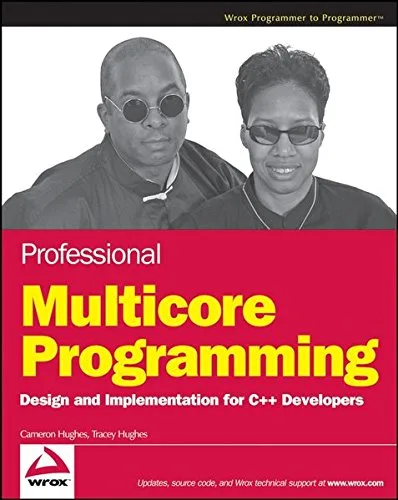 Wrox Programmer to Programmer™
Professional
Multicore
Programming
Design and Implementation for C++ Developers
Cameron Hughes, Tracey Hughes
wrox™
Updates, source code, and Wrox technical support at www.wrox.com